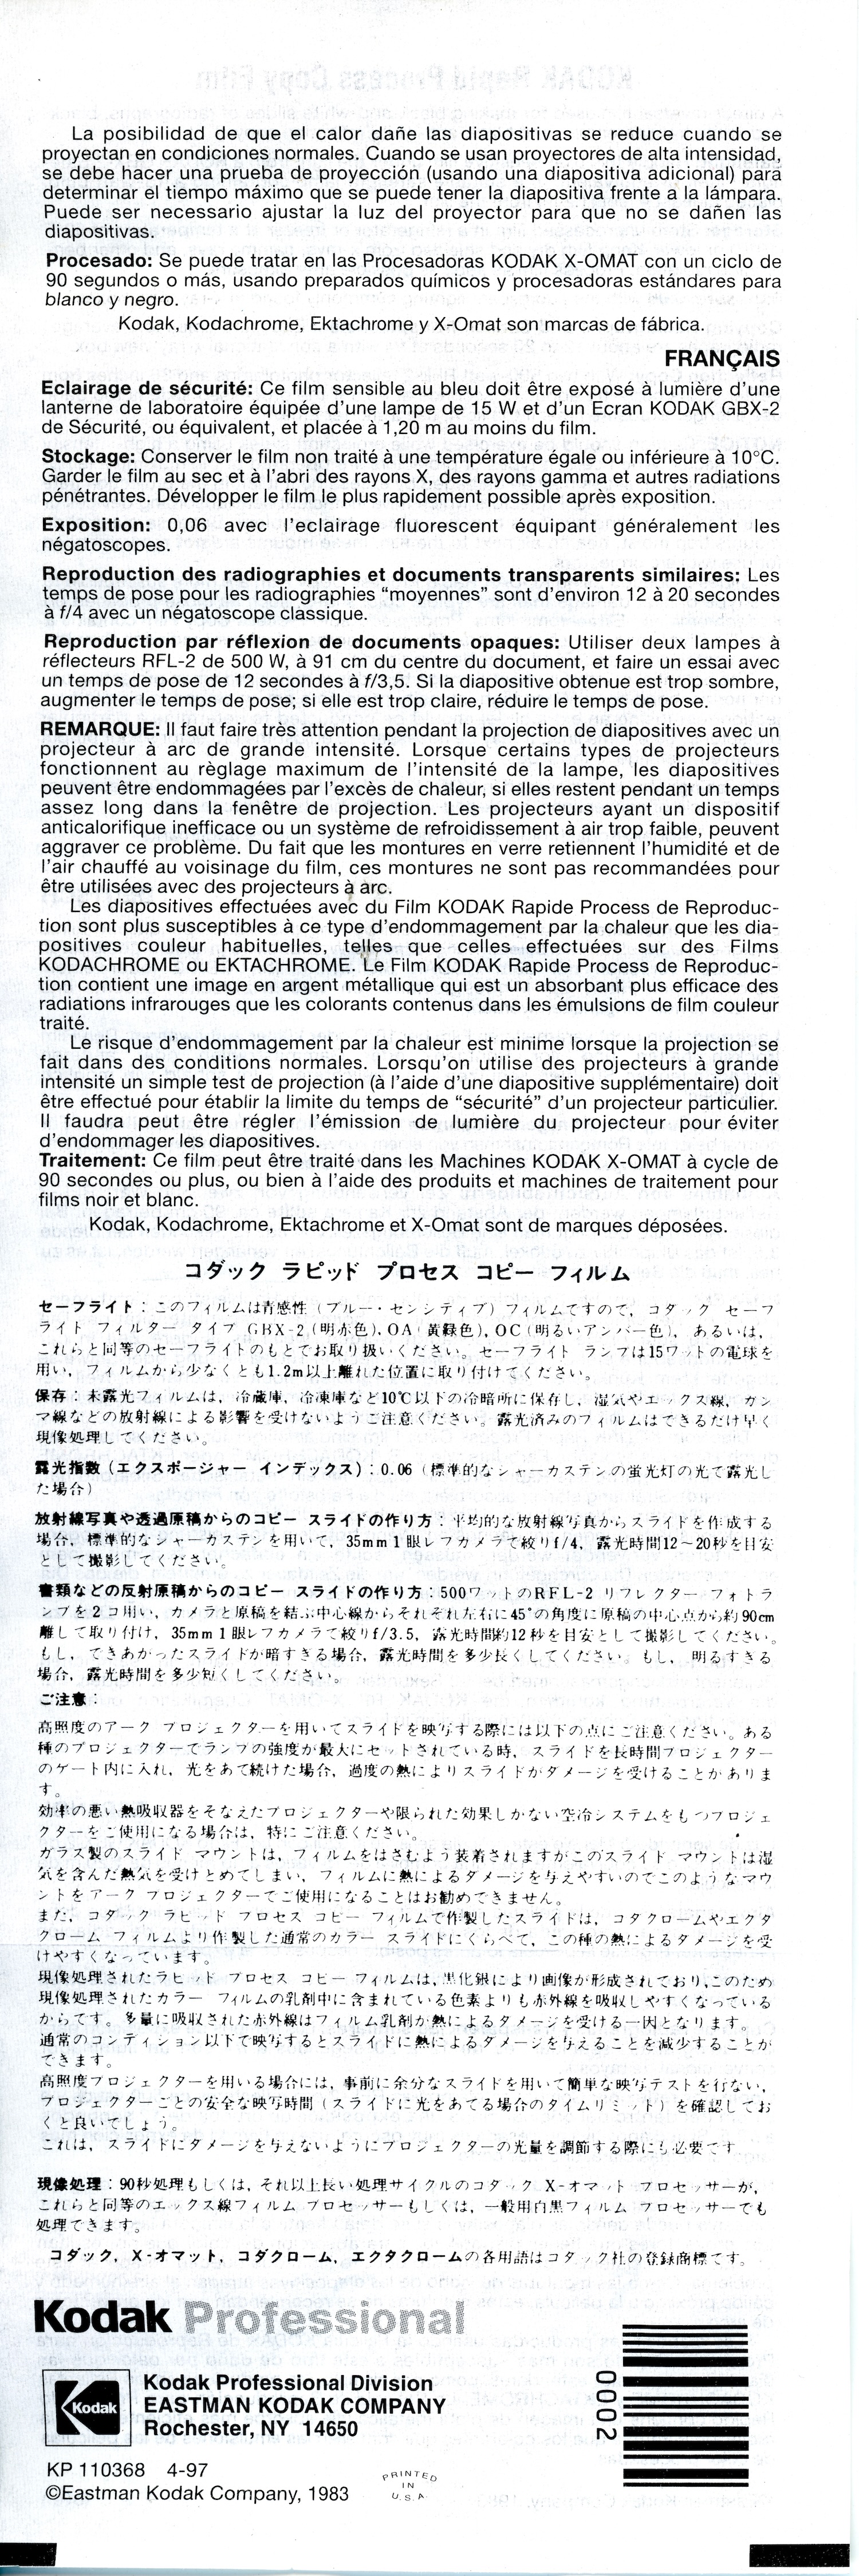 La posibilidad de que el calor dañe las diapositivas se reduce cuando se
proyectan en condiciones normales. Cuando se usan proyectores de alta intensidad,
se debe hacer una prueba de proyección (usando una diapositiva adicional) para
determinar el tiempo máximo que se puede tener la diapositiva frente a la lámpara.
Puede ser necessario ajustar la luz del proyector para que no se dañen las
diapositivas.
Procesado: Se puede tratar en las Procesadoras KODAK X-OMAT con un ciclo de
90 segundos o más, usando preparados químicos y procesadoras estándares para
blanco y negro.
Kodak, Kodachrome, Ektachrome y X-Omat son marcas de fábrica.
FRANÇAIS
Eclairage de sécurité: Ce film sensible au bleu doit être exposé à lumière d'une
lanterne de laboratoire équipée d'une lampe de 15 W et d'un Ecran KODAK GBX-2
de Sécurité, ou équivalent, et placée à 1,20 m au moins du film.
Stockage: Conserver le film non traité à une température égale ou inférieure à 10°C.
Garder le film au sec et à l'abri des rayons X, des rayons gamma et autres radiations
pénétrantes. Développer le film le plus rapidement possible après exposition.
Exposition: 0,06 avec l'eclairage fluorescent équipant généralement les
négatoscopes.
Reproduction des radiographies et documents transparents similaires: Les
temps de pose pour les radiographies "moyennes" sont d'environ 12 à 20 secondes
à f/4 avec un négatoscope classique.
Reproduction par réflexion de documents opaques: Utiliser deux lampes à
réflecteurs RFL-2 de 500 W, à 91 cm du centre du document, et faire un essai avec
un temps de pose de 12 secondes à f/3,5. Si la diapositive obtenue est trop sombre,
augmenter le temps de pose; si elle est trop claire, réduire le temps de pose.
REMARQUE: Il faut faire très attention pendant la projection de diapositives avec un
projecteur à arc de grande intensité. Lorsque certains types de projecteurs
fonctionnent au règlage maximum de l'intensité de la lampe, les diapositives
peuvent être endommagées par l'excès de chaleur, si elles restent pendant un temps
assez long dans la fenêtre de projection. Les projecteurs ayant un dispositif
anticalorifique inefficace ou un système de refroidissement à air trop faible, peuvent
aggraver ce problème. Du fait que les montures en verre retiennent l'humidité et de
l'air chauffé au voisinage du film, ces montures ne sont pas recommandées pour
être utilisées avec des projecteurs à arc.
Les diapositives effectuées avec du Film KODAK Rapide Process de Reproduc-
tion sont plus susceptibles à ce type d'endommagement par la chaleur que les dia-
positives couleur habituelles, telles que celles effectuées sur des Films
KODACHROME ou EKTACHROME. Le Film KODAK Rapide Process de Reproduc-
tion contient une image en argent métallique qui est un absorbant plus efficace des
radiations infrarouges que les colorants contenus dans les émulsions de film couleur
traité.
Le risque d'endommagement par la chaleur est minime lorsque la projection se
fait dans des conditions normales. Lorsqu'on utilise des projecteurs à grande
intensité un simple test de projection (à l'aide d'une diapositive supplémentaire) doit
être effectué pour établir la limite du temps de "sécurité" d'un projecteur particulier.
Il faudra peut être régler l'émission de lumière du projecteur pour éviter
d'endommager les diapositives.
Traitement: Ce film peut être traité dans les Machines KODAK X-OMAT à cycle de
90 secondes ou plus, ou bien à l'aide des produits et machines de traitement pour
films noir et blanc.
Kodak, Kodachrome, Ektachrome et X-Omat sont de marques déposées.
コダック ラピッド プロセス コピー フィルム
セーフライト：このフィルムは青感性（ブルー・センシティブ）フィルムですので、コダック セーフ
ライト フィルター タイプ GBX-2（明赤色）、OA（黄緑色）、OC（明るいアンバー色）、あるいは、
これらと同等のセーフライトのもとでお取り扱いください。セーフライト ランプは15ワットの電球を
用い、フィルムから少なくとも1.2m以上離れた位置に取り付けてください。
保存：未露光フィルムは、冷蔵庫、冷凍庫など10℃以下の冷暗所に保存し、湿気やエックス線、ガン
マ線などの放射線による影響を受けないようご注意ください。露光済みのフィルムはできるだけ早く
現像処理してください。
露光指数（エクスポージャー インデックス）：0.06（標準的なシャーカステンの蛍光灯の光で露光し
た場合）
放射線写真や透過原稿からのコピー スライドの作り方：平均的な放射線写真からスライドを作成する
場合、標準的なシャーカステンを用いて、35mm１眼レフカメラで絞りf/4、露光時間12～20秒を目安
として撮影してください。
書類などの反射原稿からのコピー スライドの作り方：500ワットのRFL-2 リフレクター フォトラ
ンプを２コ用い、カメラと原稿を結ぶ中心線からそれぞれ左右に45°の角度に原稿の中心点から約90cm
離して取り付け、35mm１眼レフカメラで絞りf/3.5、露光時間約12秒を目安として撮影してください。
もし、できあがったスライドが暗すぎる場合、露光時間を多少長くしてください。もし、明るすぎる
場合、露光時間を多少短くしてください。
ご注意：
高照度のアーク プロジェクターを用いてスライドを映写する際には以下の点にご注意ください。ある
種のプロジェクターでランプの強度が最大にセットされている時、スライドを長時間プロジェクター
のゲート内に入れ、光をあて続けた場合、過度の熱によりスライドがダメージを受けることがありま
す。
効率の悪い熱吸収器をそなえたプロジェクターや限られた効果しかない空冷システムをもつプロジェ
クターをご使用になる場合は、特にご注意ください。
ガラス製のスライド マウントは、フィルムをはさむよう装着されますがこのスライド マウントは湿
気を含んだ熱気を受けとめてしまい、フィルムに熱によるダメージを与えやすいのでこのようなマウ
ントをアーク プロジェクターでご使用になることはお勧めできません。
また、コダック ラピッド プロセス コピー フィルムで作製したスライドは、コダクロームやエクタ
クローム フィルムより作製した通常のカラー スライドにくらべて、この種の熱によるダメージを受
けやすくなっています。
現像処理されたラピッド プロセス コピー フィルムは、黒化銀により画像が形成されており、このため
現像処理されたカラー フィルムの乳剤中に含まれている色素よりも赤外線を吸収しやすくなっている
からです。多量に吸収された赤外線はフィルム乳剤が熱によるダメージを受ける一因となります。
通常のコンディション以下で映写するとスライドに熱によるダメージを与えることを減少することが
できます。
高照度プロジェクターを用いる場合には、事前に余分なスライドを用いて簡単な映写テストを行ない、
プロジェクターごとの安全な映写時間（スライドに光をあてる場合のタイムリミット）を確認してお
くと良いでしょう。
これは、スライドにダメージを与えないようにプロジェクターの光量を調節する際にも必要です
現像処理：90秒処理もしくは、それ以上長い処理サイクルのコダック X-オマット プロセッサーが、
これらと同等のエックス線フィルム プロセッサーもしくは、一般用白黒フィルム プロセッサーでも
処理できます。
コダック、X-オマット、コダクローム、エクタクロームの各用語はコダック社の登録商標です。
Kodak Professional
Kodak
Kodak Professional Division
EASTMAN KODAK COMPANY
Rochester, NY 14650
0002
KP 110368 4-97
©Eastman Kodak Company, 1983
PRINTED
IN
U.S.A.